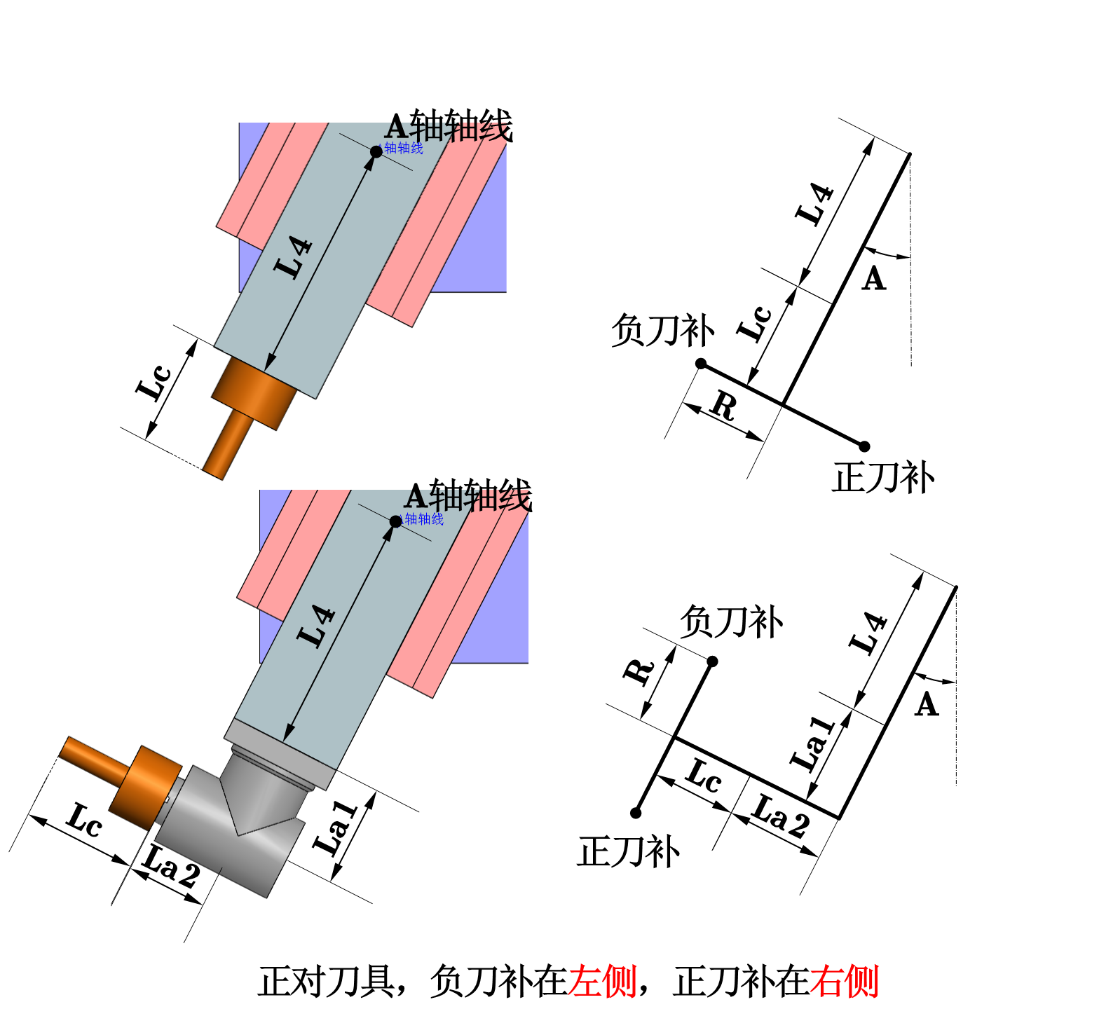 A轴轴线
轴轴线
L4
Lc
L4
Lc
A
R
负刀补
正刀补
A轴轴线
轴轴线
L4
Lc
La2
La1
负刀补
R
L4
A
La1
Lc
La2
正刀补
正对刀具，负刀补在左侧，正刀补在右侧